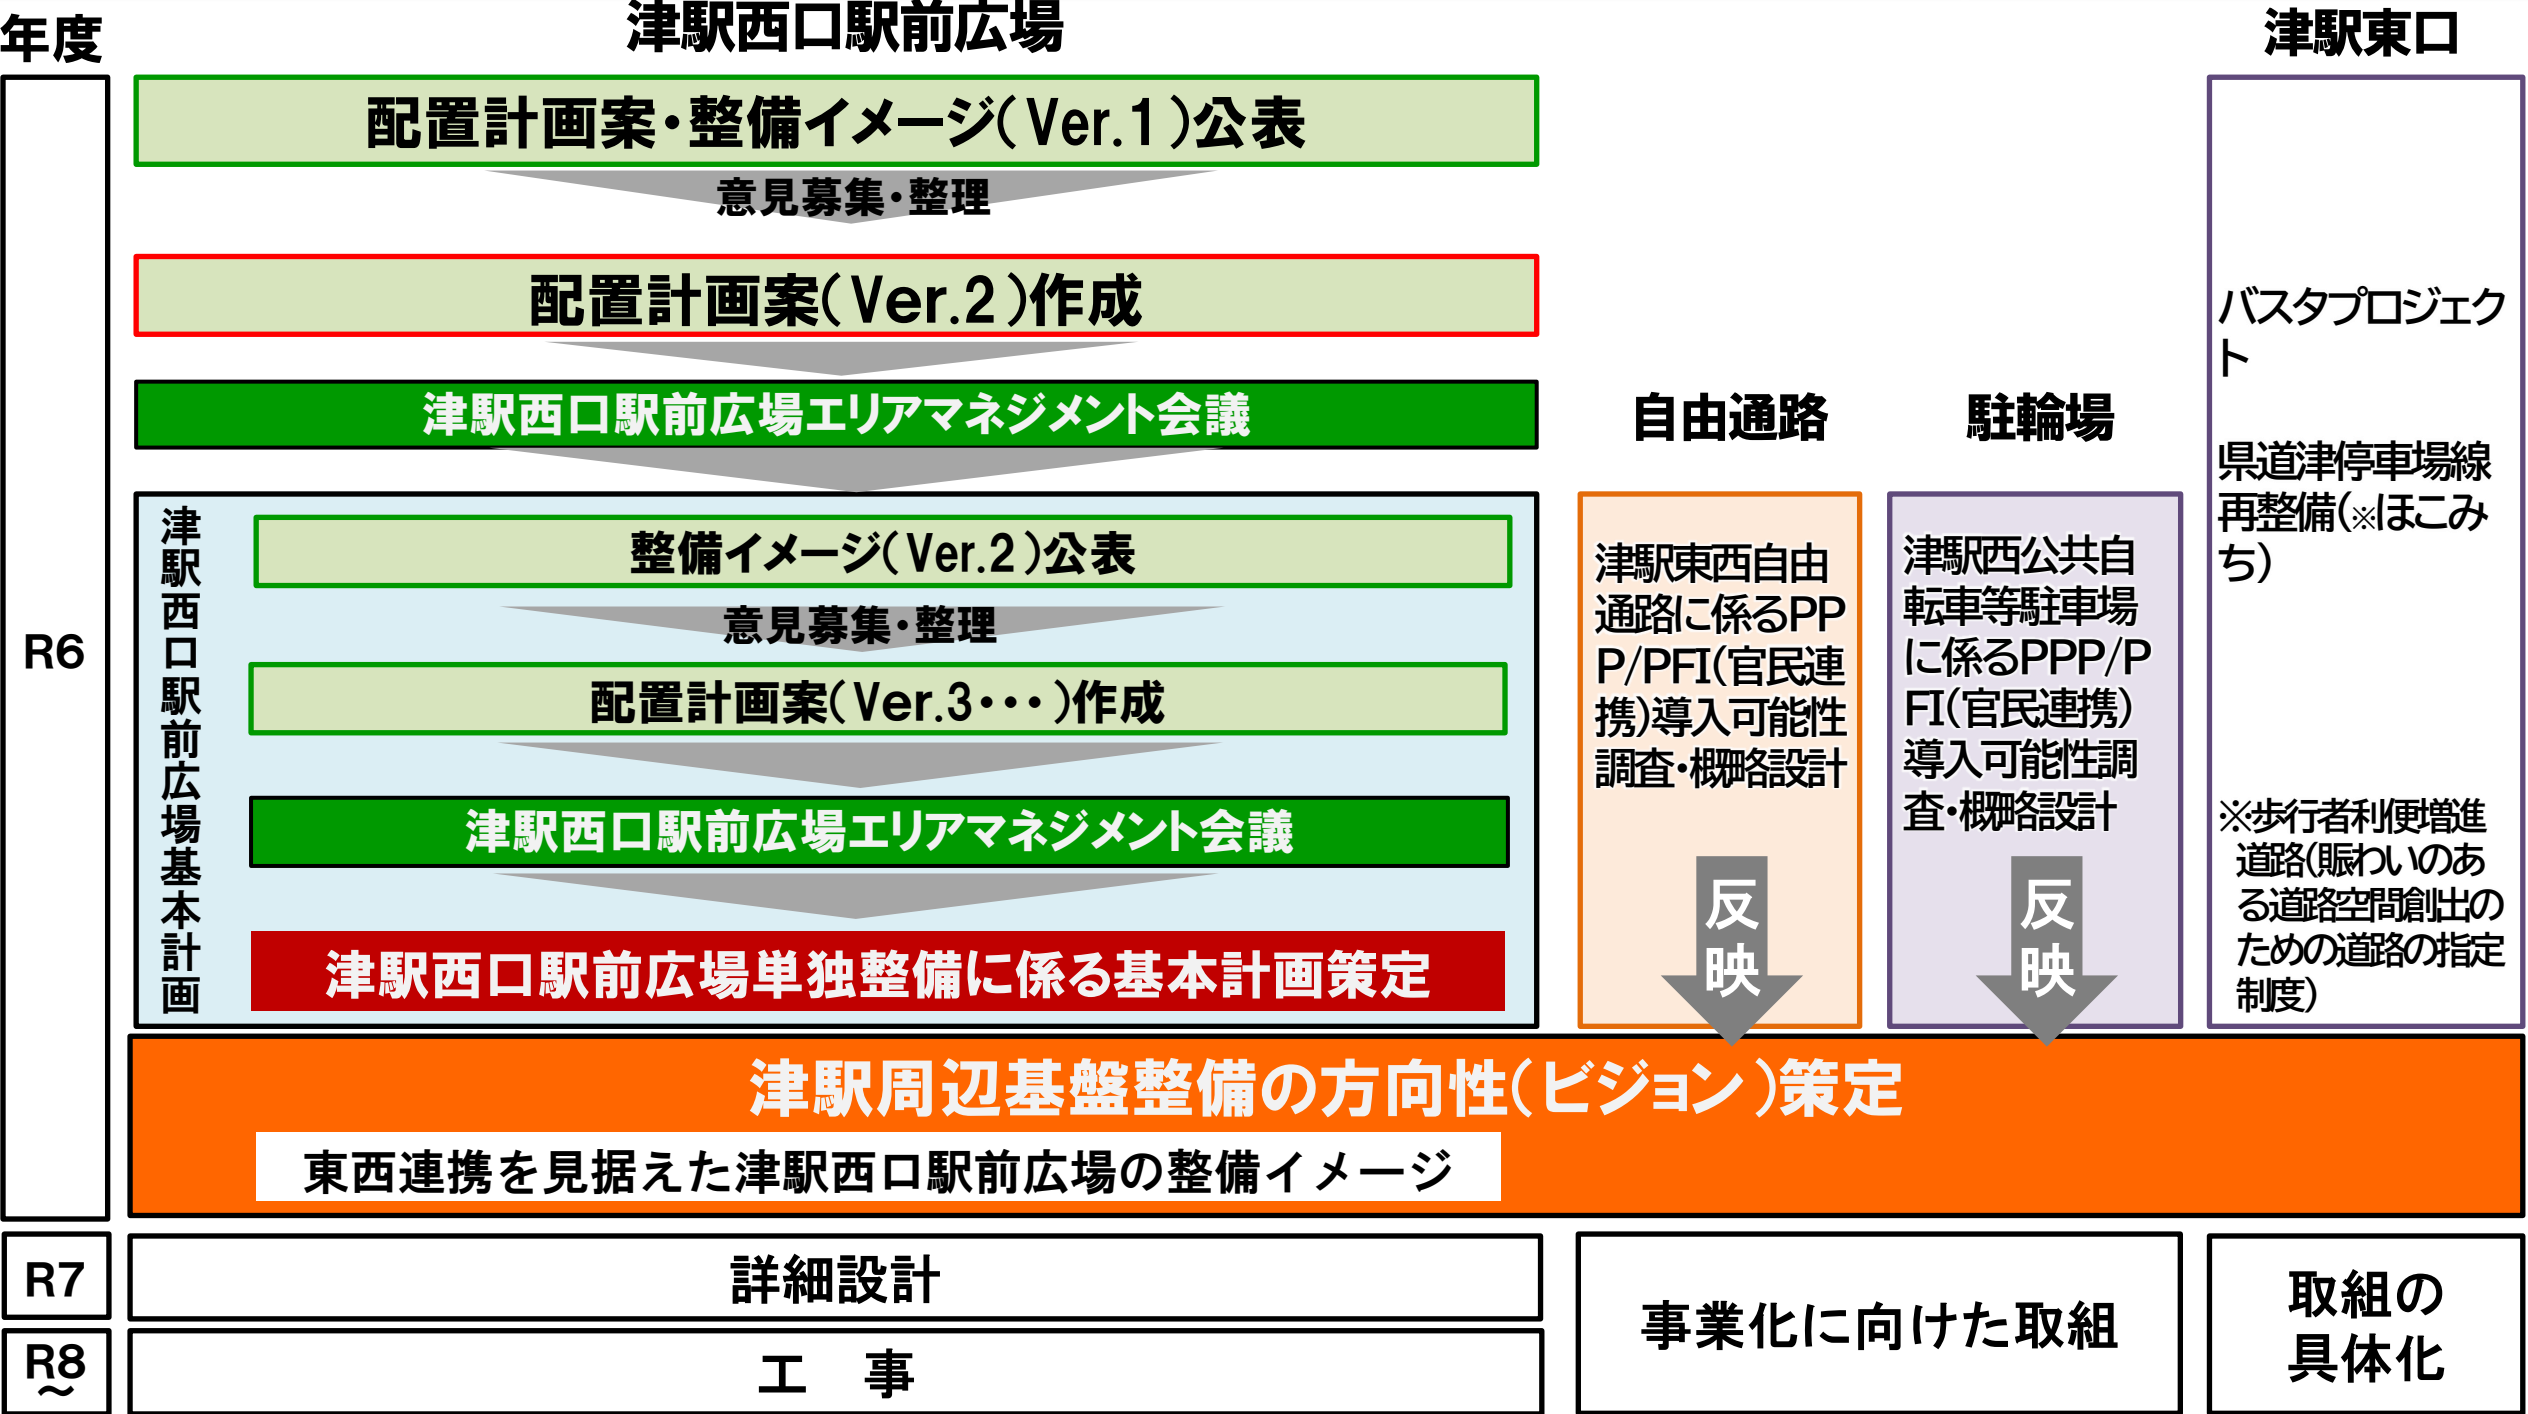 年度
津駅西口駅前広場
津駅東口
配置計画案・整備イメージ(Ver.1)公表
意見募集・整理
配置計画案(Ver.2)作成
津駅西口駅前広場エリアマネジメント会議
自由通路
駐輪場
R6
津駅西口駅前広場基本計画
整備イメージ(Ver.2)公表
意見募集・整理
配置計画案(Ver.3・・・)作成
津駅西口駅前広場エリアマネジメント会議
津駅西口駅前広場単独整備に係る基本計画策定
津駅東西自由
通路に係るPP
P/PFI(官民連
携)導入可能性
調査・概略設計
反映
津駅西公共自
転車等駐車場
に係るPPP/P
FI(官民連携)
導入可能性調
査・概略設計
反映
バスタプロジェク
ト
県道津停車場線
再整備(※ほこみ
ち)
※歩行者利便増進
道路(賑わいのあ
る道路空間創出の
ための道路の指定
制度)
津駅周辺基盤整備の方向性(ビジョン)策定
東西連携を見据えた津駅西口駅前広場の整備イメージ
R7
詳細設計
R8
～
工　事
事業化に向けた取組
取組の
具体化